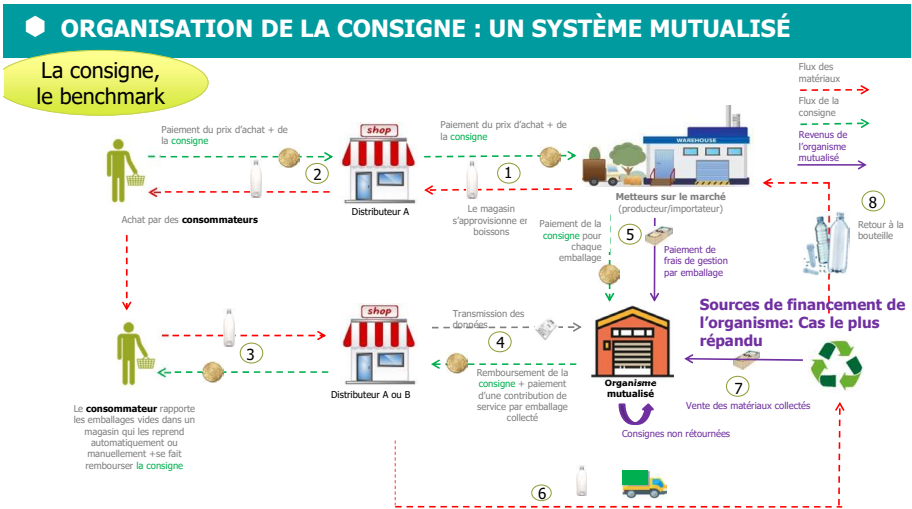 ORGANISATION DE LA CONSIGNE : UN SYSTÈME MUTUALISÉ
La consigne,
le benchmark
Flux des
matériaux
Flux de la
consigne
Revenus de
l'organisme
mutualisé
Paiement du prix d'achat + de
la consigne
2
shop
Distributeur A
Paiement du prix d'achat + de
la consigne
1
Le magasin
s'approvisionne en
boissons
WAREHOUSE
Metteurs sur le marché
(producteur/importateur)
Achat par des consommateurs
8
Retour à la
bouteille
Paiement de la
consigne pour
chaque
emballage
5
Paiement de
frais de gestion
par emballage
3
shop
Distributeur A ou B
Transmission des
données
4
Remboursement de la
consigne + paiement
d'une contribution de
service par emballage
collecté
Organisme
mutualisé
Consignes non retournées
Sources de financement de
l'organisme: Cas le plus
répandu
7
Vente des matériaux collectés
Le consommateur rapporte
les emballages vides dans un
magasin qui les reprend
automatiquement ou
manuellement +se fait
rembourser la consigne
6